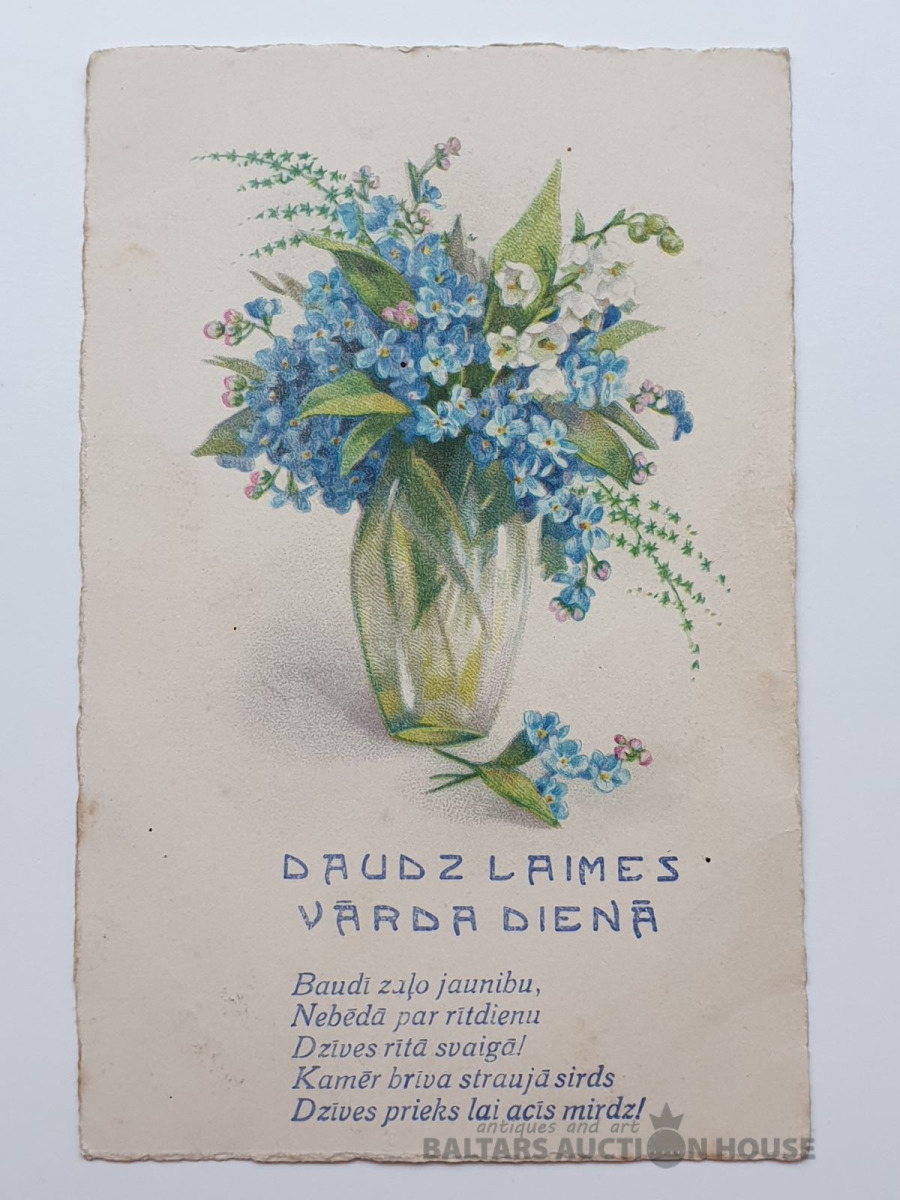 DAUDZ LAIMES
VĀRDA DIENĀ
Baudī zaļo jaunibu,
Nebēdā par rītdienu
Dzīves rītā svaigā!
Kamēr brīva straujā sirds
Dzīves prieks lai acīs mirdz!
antiques and art
BALTARS AUCTION HOUSE